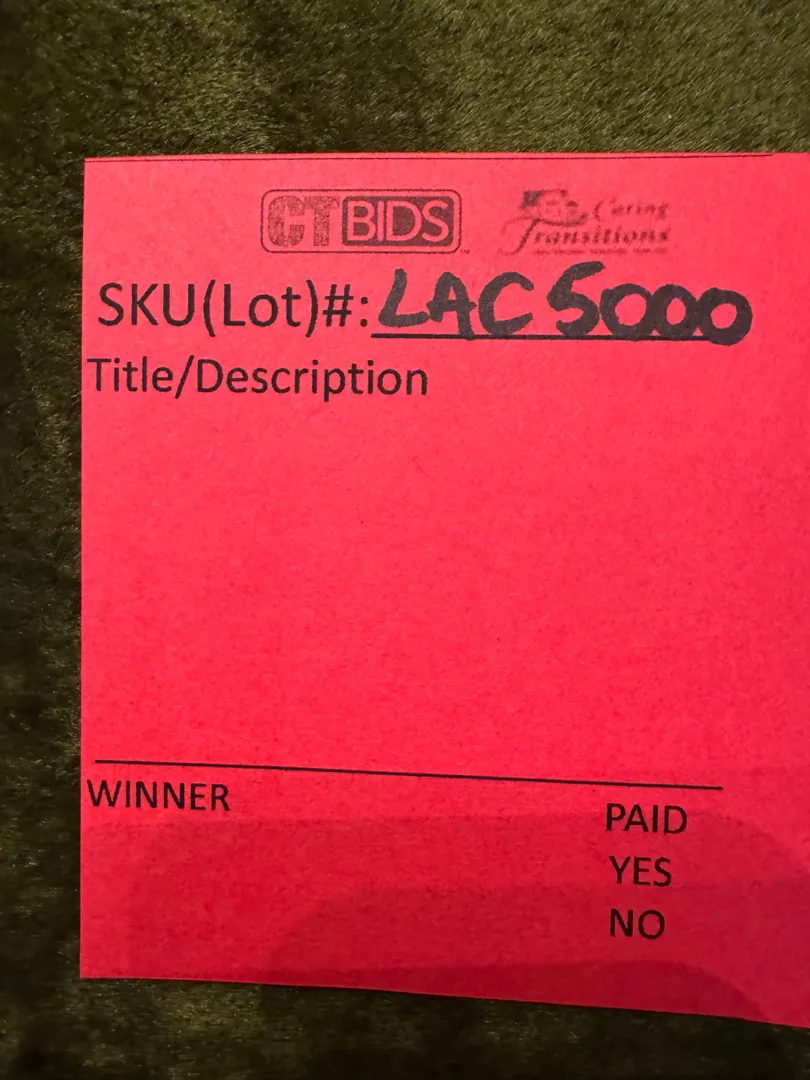 CTBIDS Caring Transitions
SKU(Lot)#: LAC5000
Title/Description
WINNER
PAID
YES
NO